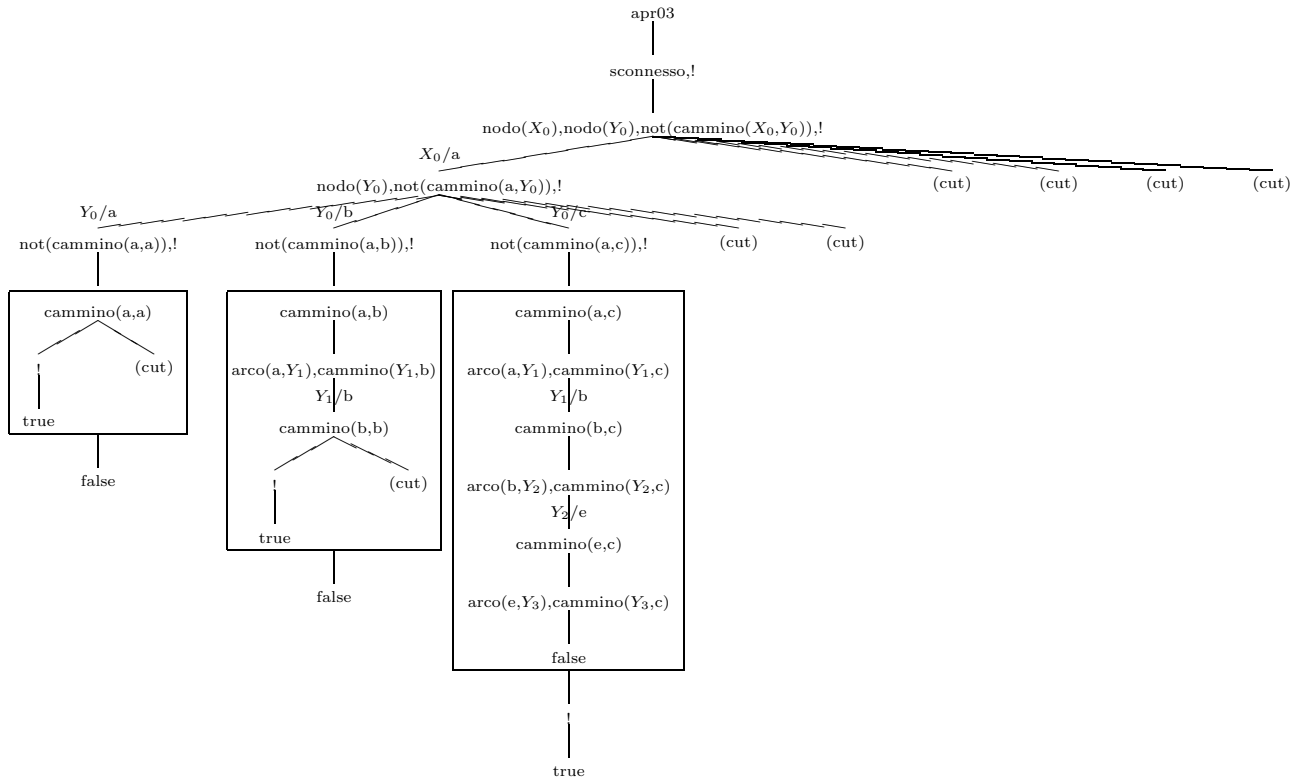 apr03
sconnesso,!
nodo(X₀),nodo(Y₀),not(cammino(X₀,Y₀)),!
X₀/a
nodo(Y₀),not(cammino(a,Y₀)),! (cut) (cut) (cut) (cut)
Y₀/a Y₀/b Y₀/c
not(cammino(a,a)),! not(cammino(a,b)),! not(cammino(a,c)),! (cut) (cut)
cammino(a,a) cammino(a,b) cammino(a,c)
! (cut) arco(a,Y₁),cammino(Y₁,b) arco(a,Y₁),cammino(Y₁,c)
Y₁/b Y₁/b
true cammino(b,b) cammino(b,c)
false ! (cut) arco(b,Y₂),cammino(Y₂,c)
Y₂/e
true cammino(e,c)
false arco(e,Y₃),cammino(Y₃,c)
false
!
true